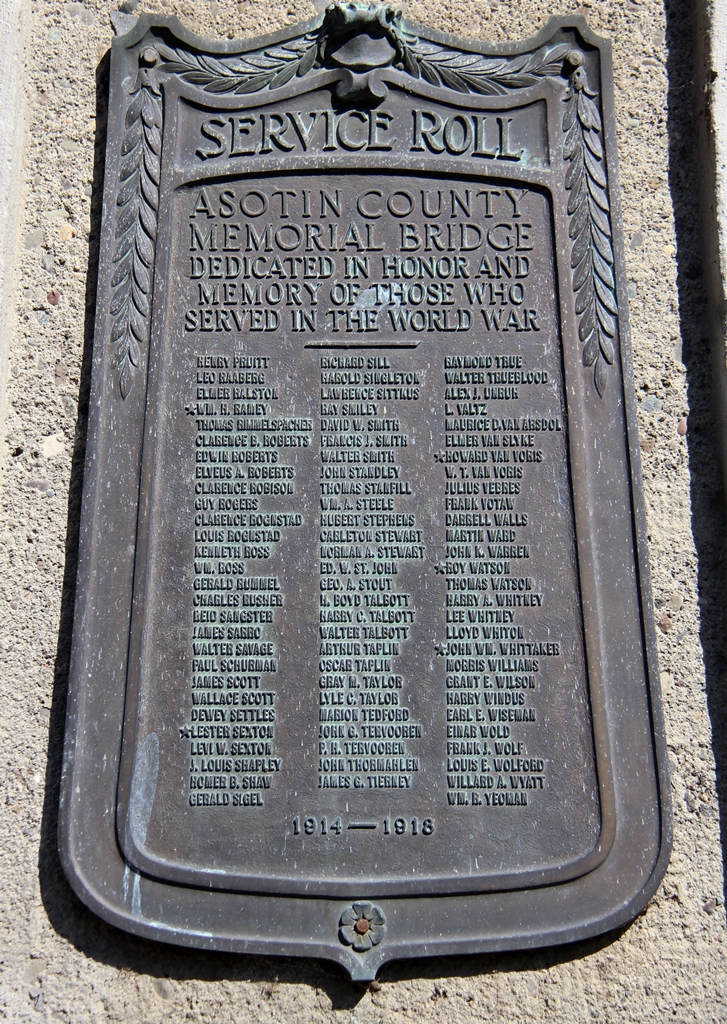 SERVICE ROLL
ASOTIN COUNTY
MEMORIAL BRIDGE
DEDICATED IN HONOR AND
MEMORY OF THOSE WHO
SERVED IN THE WORLD WAR
HENRY PRUITT
LEO RAABERG
ELMER RALSTON
★WM. H. RAMEY
THOMAS RIMMELSPACHER
CLARENCE B. ROBERTS
EDWIN ROBERTS
ELVEUS A. ROBERTS
CLARENCE ROBISON
GUY ROGERS
CLARENCE ROGNSTAD
LOUIS ROGNSTAD
KENNETH ROSS
WM. ROSS
GERALD RUMMEL
CHARLES RUSHER
REID SANGSTER
JAMES SARRO
WALTER SAVAGE
PAUL SCHURMAN
JAMES SCOTT
WALLACE SCOTT
DEWEY SETTLES
★LESTER SEXTON
LEVI W. SEXTON
J. LOUIS SHAPLEY
HOMER B. SHAW
GERALD SIGEL
RICHARD SILL
HAROLD SINGLETON
LAWRENCE SITTKUS
RAY SMILEY
DAVID W. SMITH
FRANCIS J. SMITH
WALTER SMITH
JOHN STANDLEY
THOMAS STANFILL
WM. A. STEELE
HUBERT STEPHENS
CARLETON STEWART
NORMAN A. STEWART
ED. W. ST. JOHN
GEO. A. STOUT
H. BOYD TALBOTT
HARRY C. TALBOTT
WALTER TALBOTT
ARTHUR TAPLIN
OSCAR TAPLIN
GRAY M. TAYLOR
LYLE C. TAYLOR
MARION TEDFORD
JOHN G. TERVOOREN
P. H. TERVOOREN
JOHN THORMAHLEN
JAMES G. TIERNEY
RAYMOND TRUE
WALTER TRUEBLOOD
ALEX J. UNRUH
L. VALTZ
MAURICE D. VAN ARSDOL
ELMER VAN SLYKE
★HOWARD VAN VORIS
W. T. VAN VORIS
JULIUS VERRES
FRANK VOTAW
DARRELL WALLS
MARTIN WARD
JOHN K. WARREN
★ROY WATSON
THOMAS WATSON
HARRY A. WHITNEY
LEE WHITNEY
LLOYD WHITON
★JOHN WM. WHITTAKER
MORRIS WILLIAMS
GRANT E. WILSON
HARRY WINDUS
EARL E. WISEMAN
EINAR WOLD
FRANK J. WOLF
LOUIS E. WOLFORD
WILLARD A. WYATT
WM. R. YEOMAN
1914—1918